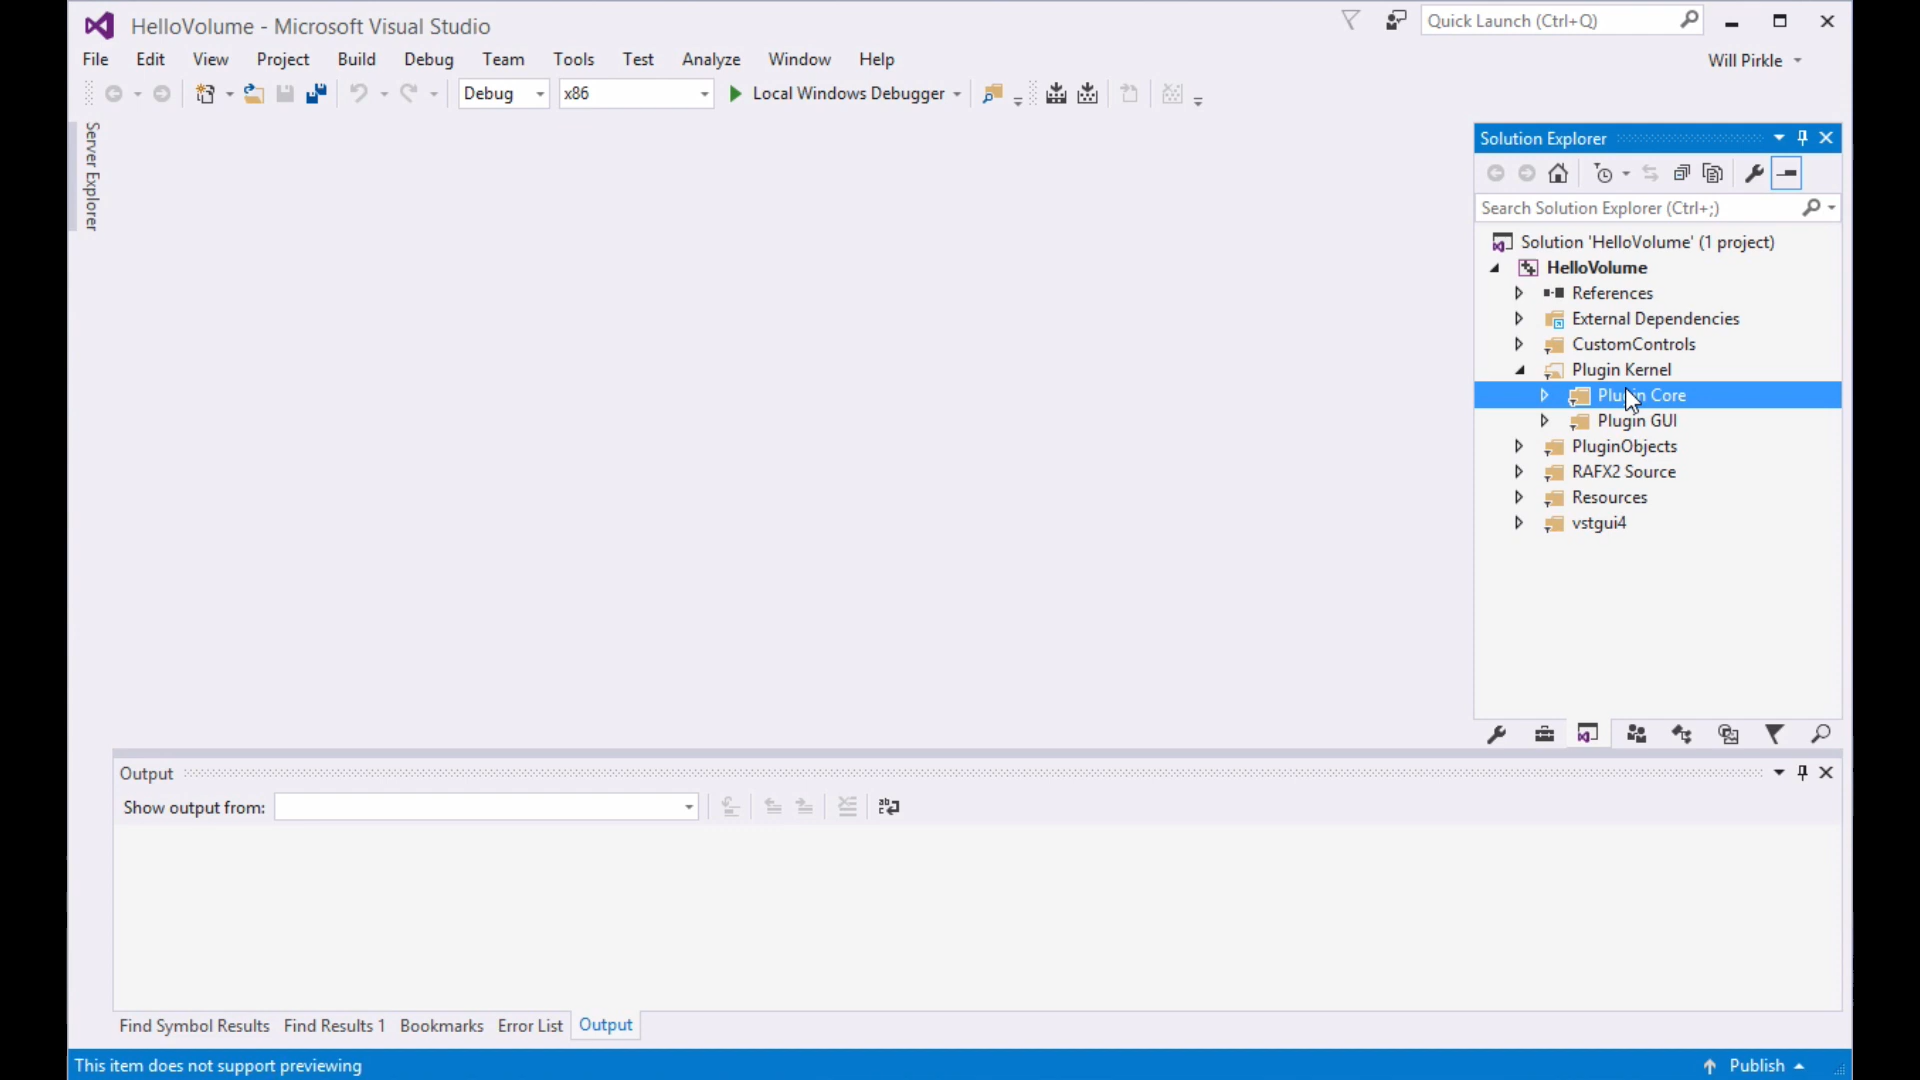 HelloVolume - Microsoft Visual Studio
Quick Launch (Ctrl+Q)
File Edit View Project Build Debug Team Tools Test Analyze Window Help
Will Pirkle
Debug x86 Local Windows Debugger
Server Explorer
Solution Explorer
Search Solution Explorer (Ctrl+;)
Solution 'HelloVolume' (1 project)
HelloVolume
References
External Dependencies
CustomControls
Plugin Kernel
Plugin Core
Plugin GUI
PluginObjects
RAFX2 Source
Resources
vstgui4
Output
Show output from:
Find Symbol Results Find Results 1 Bookmarks Error List Output
This item does not support previewing
Publish